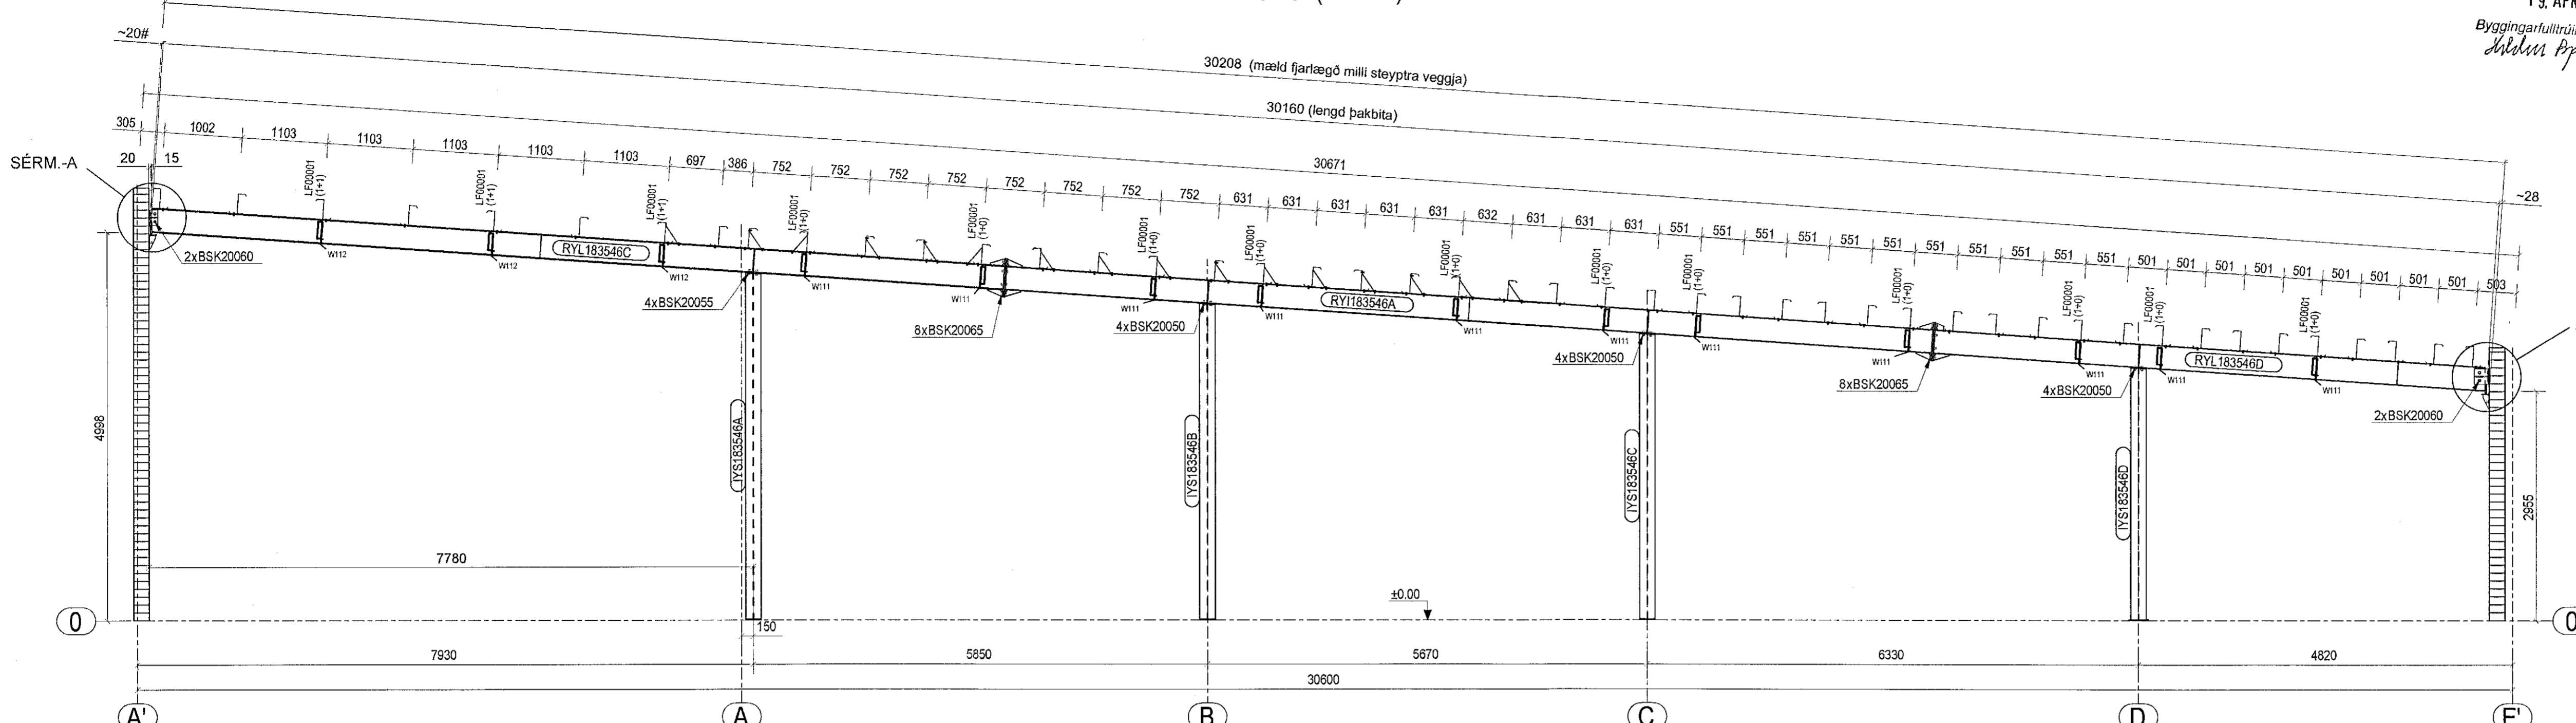 Byggingarfulltrúi
~20#
30208 (mæld fjarlægð milli steyptra veggja)
30160 (lengd þakbita)
305 1002 1103 1103 1103 1103 1103 697 386 752 752 752 752 752 752 752 752 631 631 631 631 631 632 631 631 631 551 551 551 551 551 551 551 551 551 551 551 501 501 501 501 501 501 501 501 503
30671
~28
SÉRM.-A
20 15
LF00001 (1+1)
LF00001 (1+1)
LF00001 (1+1)
LF00001 (1+0)
LF00001 (1+0)
LF00001 (1+0)
LF00001 (1+0)
LF00001 (1+0)
LF00001 (1+0)
LF00001 (1+0)
LF00001 (1+0)
LF00001 (1+0)
LF00001 (1+0)
LF00001 (1+0)
RYL183546C
RYI183546A
RYL183546D
W112
W112
W112
W111
W111
W111
W111
W111
W111
W111
W111
W111
W111
W111
2xBSK20060
4xBSK20055
8xBSK20065
4xBSK20050
4xBSK20050
8xBSK20065
4xBSK20050
2xBSK20060
IYS183546A
IYS183546B
IYS183546C
IYS183546D
4998
2955
7780
±0.00
0
150
7930 5850 5670 6330 4820
30600
A' A B C D